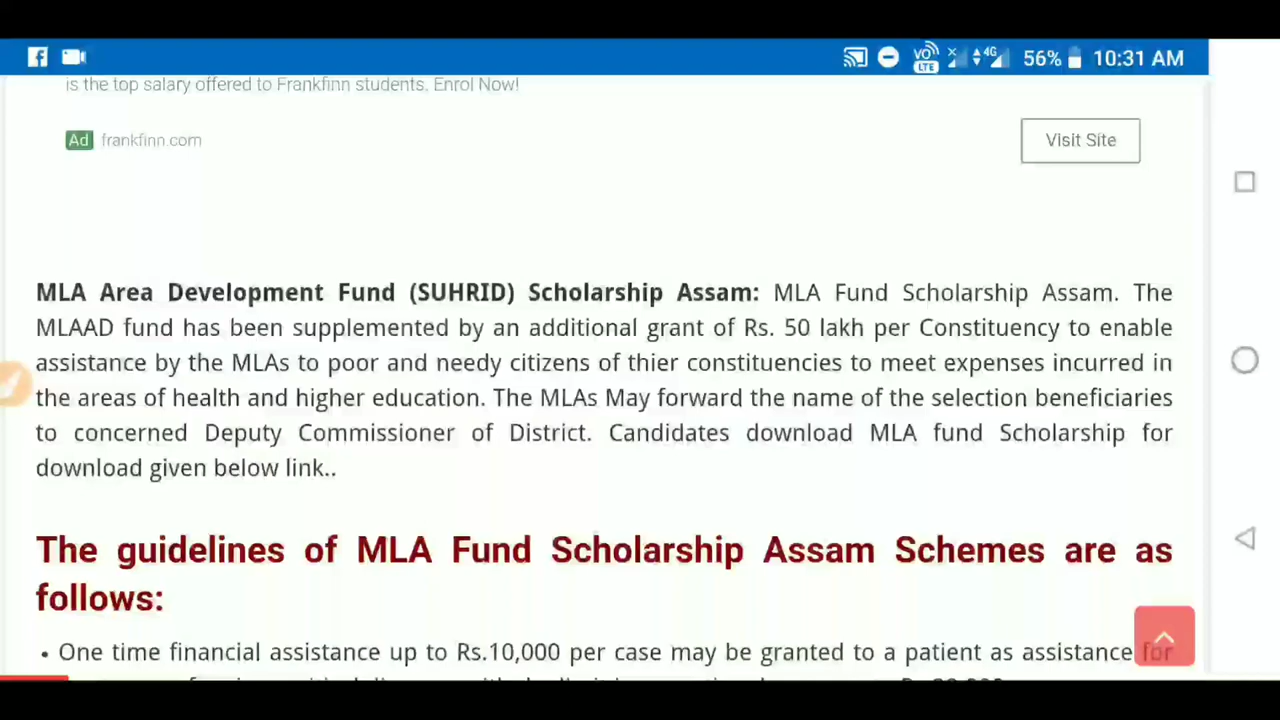 VO LTE 4G 56% 10:31 AM
is the top salary offered to Frankfinn students. Enrol Now!
Ad frankfinn.com Visit Site
MLA Area Development Fund (SUHRID) Scholarship Assam: MLA Fund Scholarship Assam. The
MLAAD fund has been supplemented by an additional grant of Rs. 50 lakh per Constituency to enable
assistance by the MLAs to poor and needy citizens of thier constituencies to meet expenses incurred in
the areas of health and higher education. The MLAs May forward the name of the selection beneficiaries
to concerned Deputy Commissioner of District. Candidates download MLA fund Scholarship for
download given below link..
The guidelines of MLA Fund Scholarship Assam Schemes are as
follows:
• One time financial assistance up to Rs.10,000 per case may be granted to a patient as assistance for